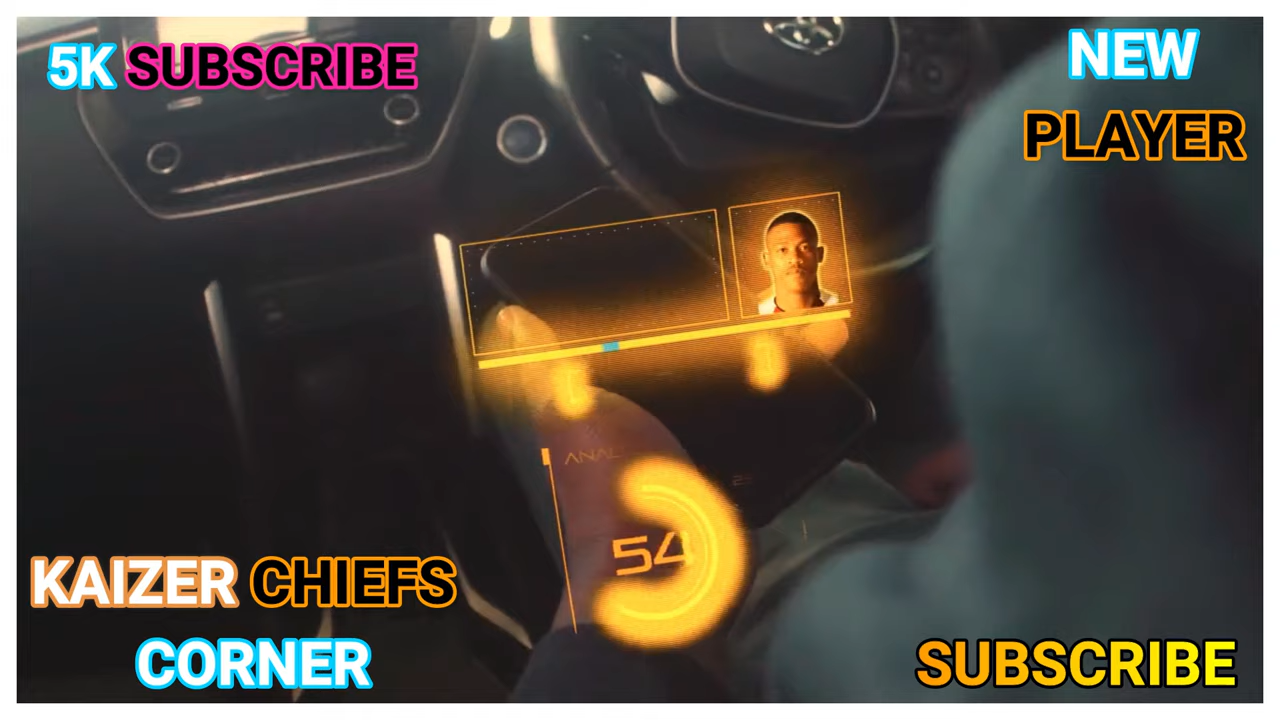 5K SUBSCRIBE
NEW
PLAYER
54
KAIZER CHIEFS
CORNER
SUBSCRIBE